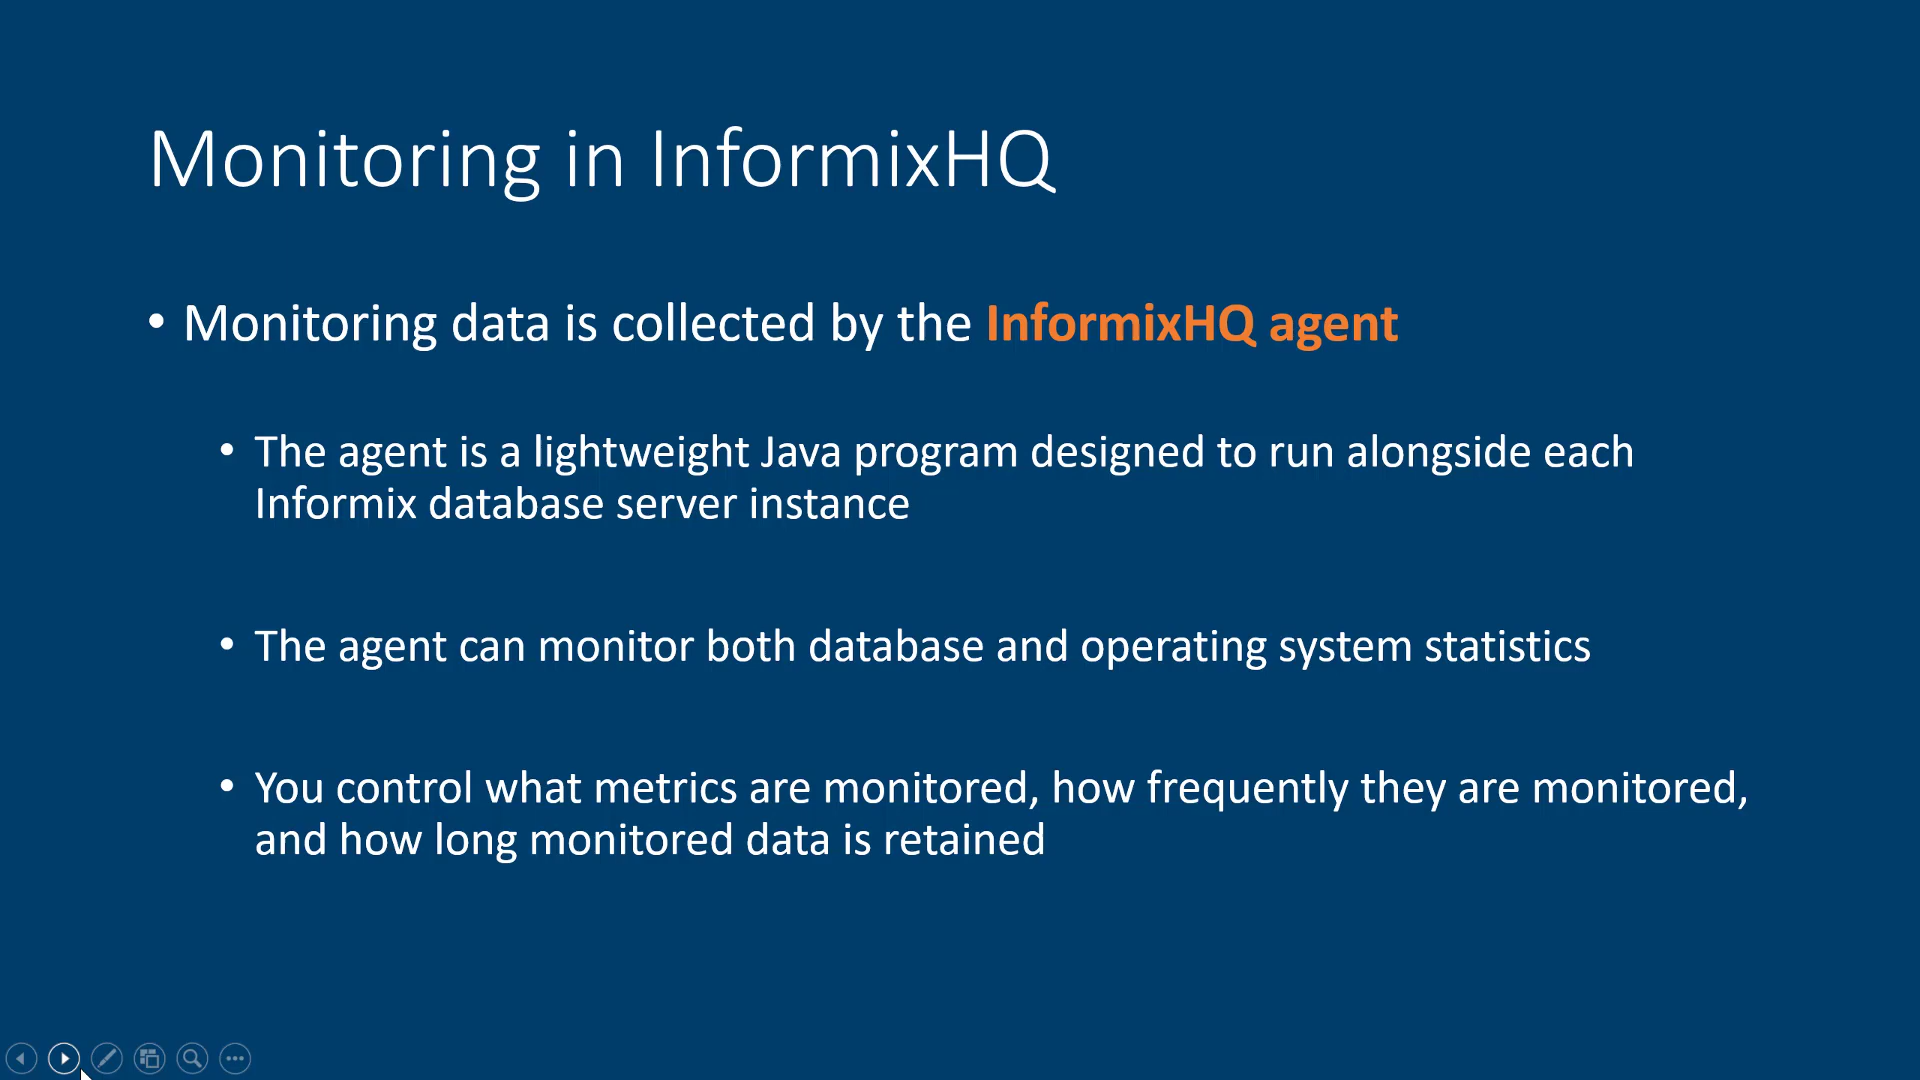 Monitoring in InformixHQ
• Monitoring data is collected by the InformixHQ agent
• The agent is a lightweight Java program designed to run alongside each
Informix database server instance
• The agent can monitor both database and operating system statistics
• You control what metrics are monitored, how frequently they are monitored,
and how long monitored data is retained